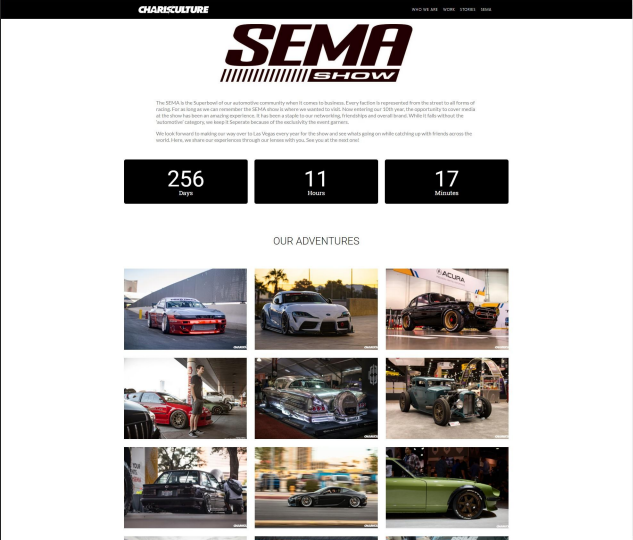 CHARISCULTURE
WHO WE ARE WORK STORIES SEMA
SEMA
SHOW
The SEMA is the Superbowl of our automotive community when it comes to business. Every faction is represented from the street to all forms of
racing. For as long as we can remember the SEMA show is where we wanted to visit. Now entering our 10th year, the opportunity to cover media
at the show has been an amazing experience. It has been a staple to our networking, friendships and overall brand. While it falls without the
'automotive' category, we keep it Seperate because of the exclusivity the event garners.
We look forward to making our way over to Las Vegas every year for the show and see whats going on while catching up with friends across the
world. Here, we share our experiences through our lenses with you. See you at the next one!
256
Days
11
Hours
17
Minutes
OUR ADVENTURES
ACURA